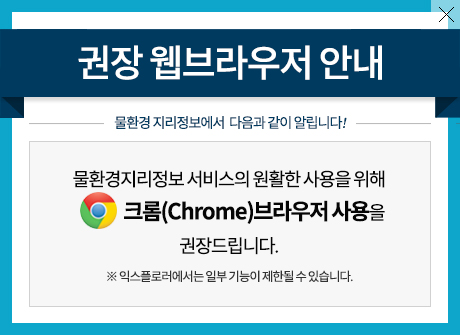 권장 웹브라우저 안내
물환경 지리정보에서 다음과 같이 알립니다!
물환경지리정보 서비스의 원활한 사용을 위해
크롬(Chrome)브라우저 사용을
권장드립니다.
※ 익스플로러에서는 일부 기능이 제한될 수 있습니다.